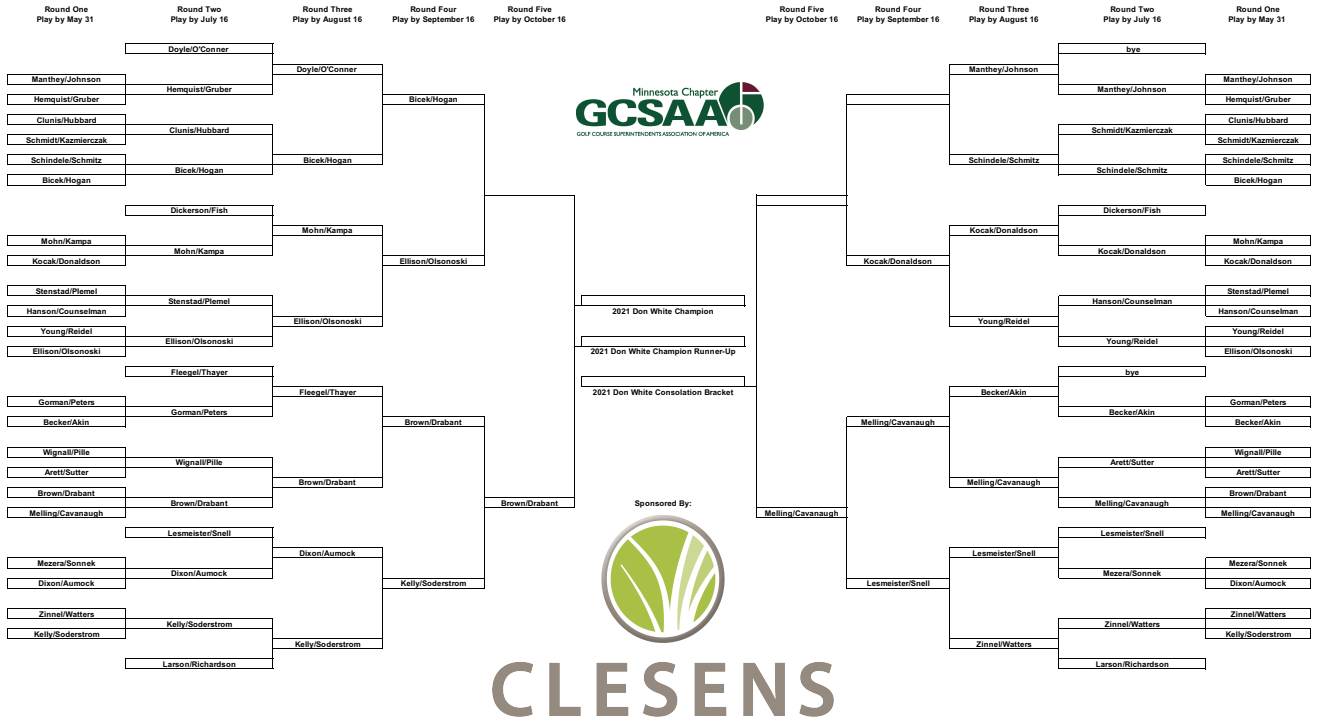 Round One
Play by May 31
Round Two
Play by July 16
Round Three
Play by August 16
Round Four
Play by September 16
Round Five
Play by October 16
Round Five
Play by October 16
Round Four
Play by September 16
Round Three
Play by August 16
Round Two
Play by July 16
Round One
Play by May 31
Manthey/Johnson
Hemquist/Gruber
Clunis/Hubbard
Schmidt/Kazmierczak
Schindele/Schmitz
Bicek/Hogan
Mohn/Kampa
Kocak/Donaldson
Stenstad/Plemel
Hanson/Counselman
Young/Reidel
Ellison/Olsonoski
Gorman/Peters
Becker/Akin
Wignall/Pille
Arett/Sutter
Brown/Drabant
Melling/Cavanaugh
Mezera/Sonnek
Dixon/Aumock
Zinnel/Watters
Kelly/Soderstrom
Doyle/O'Conner
Hemquist/Gruber
Clunis/Hubbard
Bicek/Hogan
Dickerson/Fish
Mohn/Kampa
Stenstad/Plemel
Ellison/Olsonoski
Fleegel/Thayer
Gorman/Peters
Wignall/Pille
Brown/Drabant
Lesmeister/Snell
Dixon/Aumock
Kelly/Soderstrom
Larson/Richardson
Doyle/O'Conner
Bicek/Hogan
Mohn/Kampa
Ellison/Olsonoski
Fleegel/Thayer
Brown/Drabant
Dixon/Aumock
Kelly/Soderstrom
Bicek/Hogan
Ellison/Olsonoski
Brown/Drabant
Kelly/Soderstrom
Brown/Drabant
Minnesota Chapter
GCSAA
GOLF COURSE SUPERINTENDENTS ASSOCIATION OF AMERICA
2021 Don White Champion
2021 Don White Champion Runner-Up
2021 Don White Consolation Bracket
Sponsored By:
CLESENS
Melling/Cavanaugh
Kocak/Donaldson
Melling/Cavanaugh
Lesmeister/Snell
Manthey/Johnson
Schindele/Schmitz
Kocak/Donaldson
Young/Reidel
Becker/Akin
Melling/Cavanaugh
Lesmeister/Snell
Zinnel/Watters
bye
Manthey/Johnson
Schmidt/Kazmierczak
Schindele/Schmitz
Dickerson/Fish
Kocak/Donaldson
Hanson/Counselman
Young/Reidel
bye
Becker/Akin
Arett/Sutter
Melling/Cavanaugh
Lesmeister/Snell
Mezera/Sonnek
Zinnel/Watters
Larson/Richardson
Manthey/Johnson
Hemquist/Gruber
Clunis/Hubbard
Schmidt/Kazmierczak
Schindele/Schmitz
Bicek/Hogan
Mohn/Kampa
Kocak/Donaldson
Stenstad/Plemel
Hanson/Counselman
Young/Reidel
Ellison/Olsonoski
Gorman/Peters
Becker/Akin
Wignall/Pille
Arett/Sutter
Brown/Drabant
Melling/Cavanaugh
Mezera/Sonnek
Dixon/Aumock
Zinnel/Watters
Kelly/Soderstrom